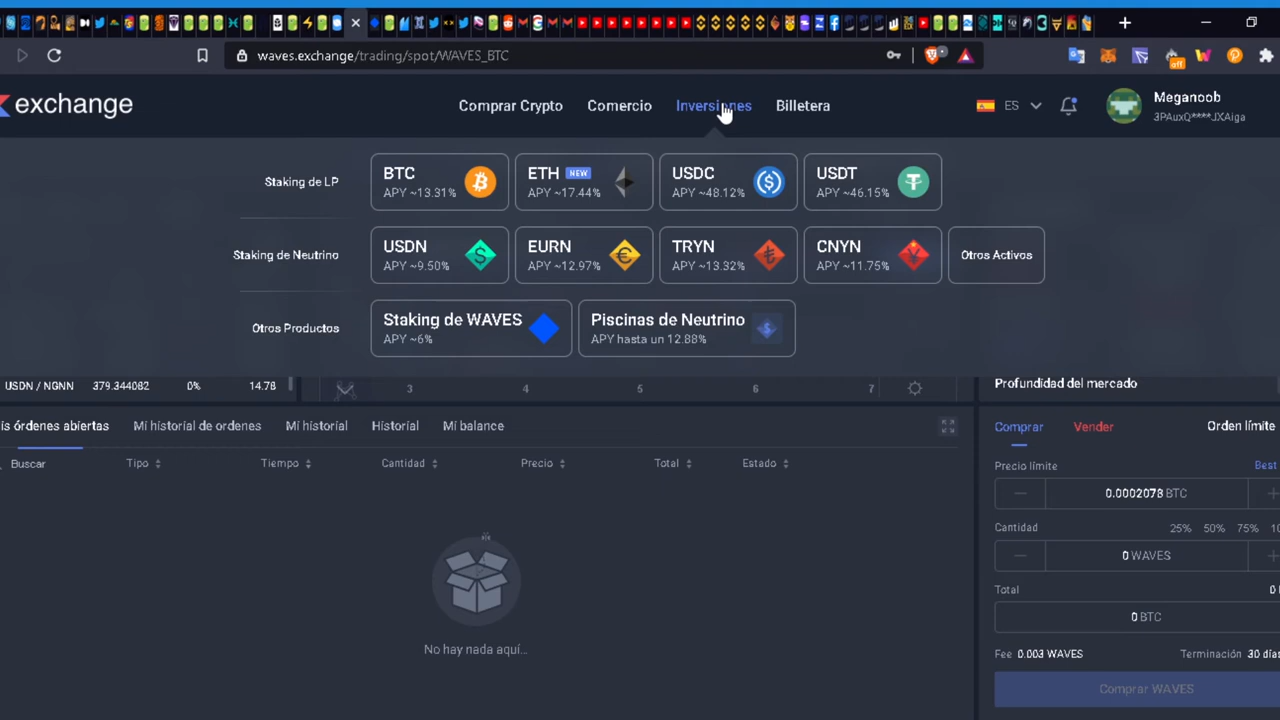 waves.exchange/trading/spot/WAVES_BTC
off
exchange
Comprar Crypto
Comercio
Inversiones
Billetera
ES
Meganoob
3PAuxQ****JXAiga
Staking de LP
BTC
APY ~13.31%
ETH NEW
APY ~17.44%
USDC
APY ~48.12%
USDT
APY ~46.15%
Staking de Neutrino
USDN
APY ~9.50%
EURN
APY ~12.97%
TRYN
APY ~13.32%
CNYN
APY ~11.75%
Otros Activos
Otros Productos
Staking de WAVES
APY ~6%
Piscinas de Neutrino
APY hasta un 12.88%
USDN / NGNN 379.344082 0% 14.78
3 4 5 6 7
Profundidad del mercado
is órdenes abiertas
Mi historial de ordenes
Mi historial
Historial
Mi balance
Buscar
Tipo
Tiempo
Cantidad
Precio
Total
Estado
No hay nada aquí...
Comprar
Vender
Orden límite
Precio límite
Best
0.0002078 BTC
Cantidad
25% 50% 75% 10
0 WAVES
Total
0
0 BTC
Fee 0.003 WAVES
Terminación 30 días
Comprar WAVES